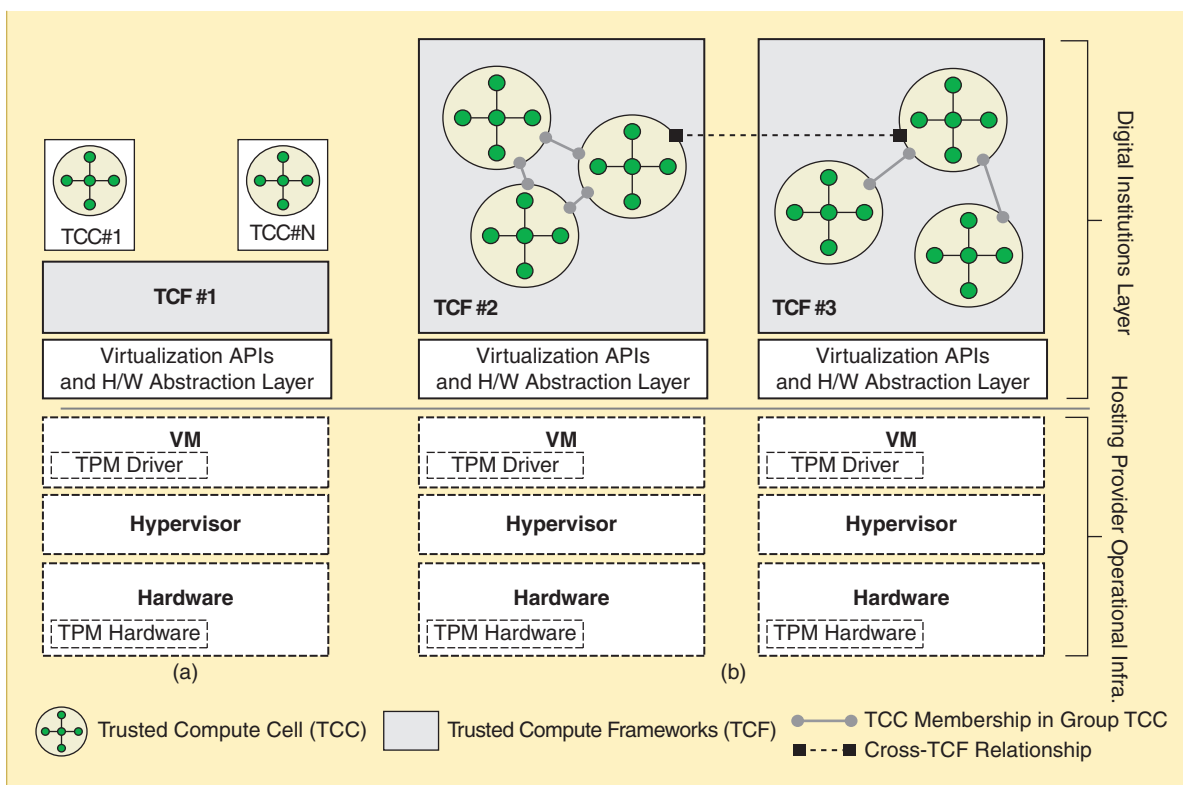 TCC#1
TCC#N
TCF #1
TCF #2
TCF #3
Virtualization APIs
and H/W Abstraction Layer
Virtualization APIs
and H/W Abstraction Layer
Virtualization APIs
and H/W Abstraction Layer
Digital Institutions Layer
VM
TPM Driver
VM
TPM Driver
VM
TPM Driver
Hypervisor
Hypervisor
Hypervisor
Hardware
TPM Hardware
Hardware
TPM Hardware
Hardware
TPM Hardware
Hosting Provider Operational Infra.
(a)
(b)
Trusted Compute Cell (TCC)
Trusted Compute Frameworks (TCF)
TCC Membership in Group TCC
Cross-TCF Relationship